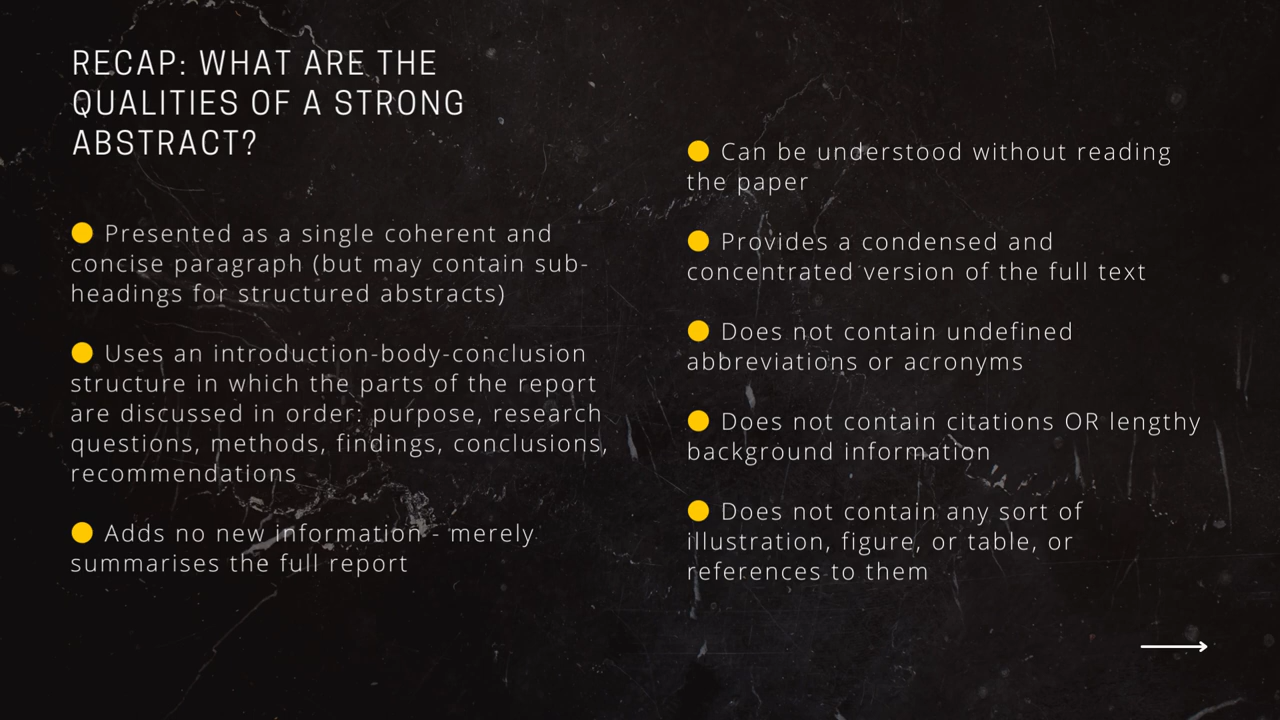 RECAP: WHAT ARE THE
QUALITIES OF A STRONG
ABSTRACT?
● Presented as a single coherent and
concise paragraph (but may contain sub-
headings for structured abstracts)
● Uses an introduction-body-conclusion
structure in which the parts of the report
are discussed in order: purpose, research
questions, methods, findings, conclusions,
recommendations
● Adds no new information - merely
summarises the full report
● Can be understood without reading
the paper
● Provides a condensed and
concentrated version of the full text
● Does not contain undefined
abbreviations or acronyms
● Does not contain citations OR lengthy
background information
● Does not contain any sort of
illustration, figure, or table, or
references to them